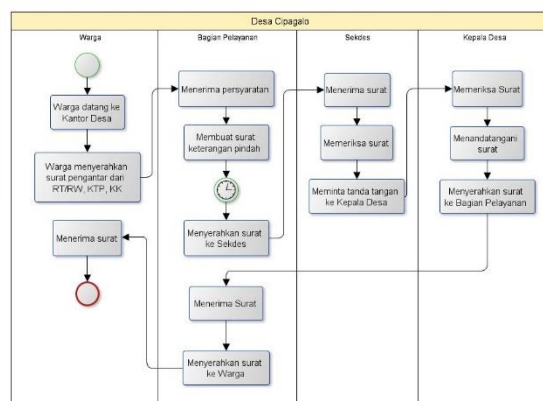 Desa Cipagalo
Warga
Bagian Pelayanan
Sekdes
Kepala Desa
Warga datang ke
Kantor Desa
Warga menyerahkan
surat pengantar dari
RT/RW, KTP, KK
Menerima persyaratan
Membuat surat
keterangan pindah
Menyerahkan surat
ke Sekdes
Menerima surat
Memeriksa surat
Meminta tanda tangan
ke Kepala Desa
Memeriksa Surat
Menandatangani
surat
Menyerahkan surat
ke Bagian Pelayanan
Menerima Surat
Menyerahkan surat
ke Warga
Menerima surat